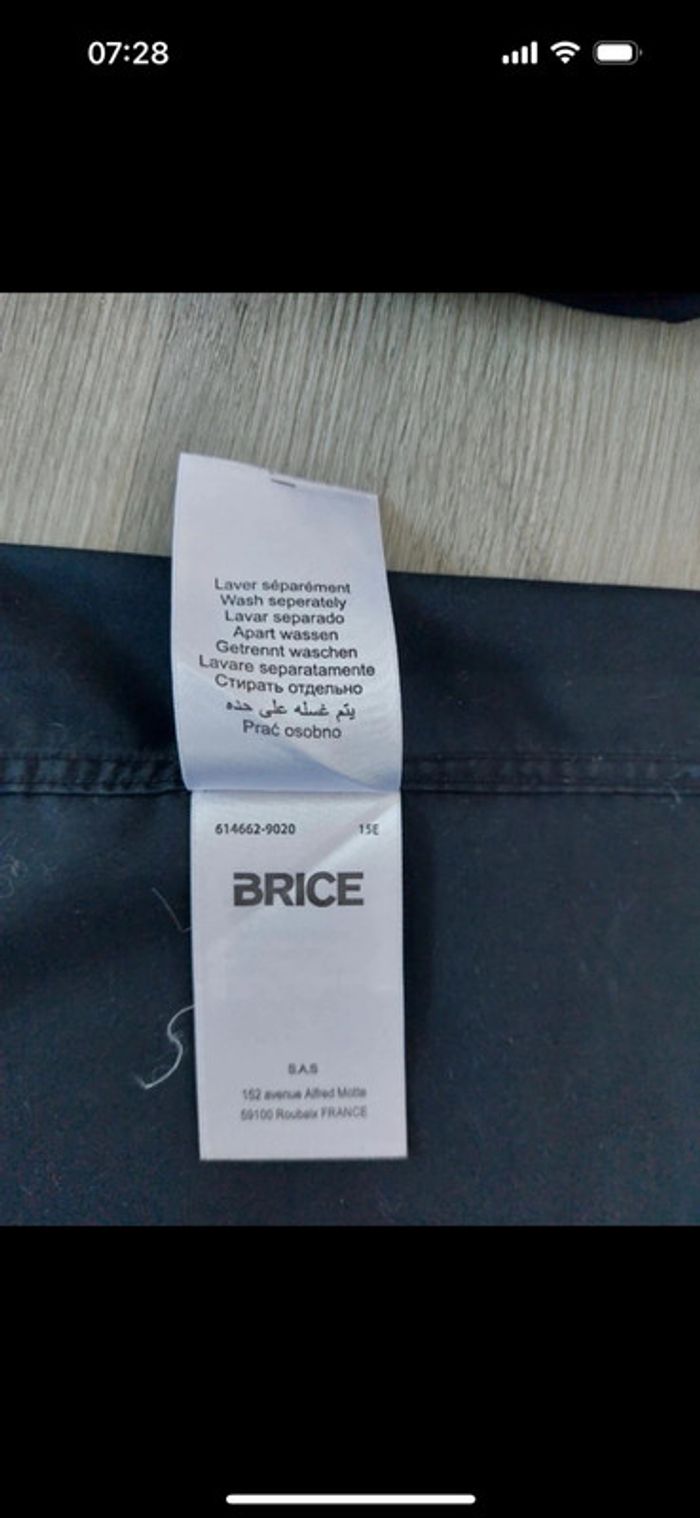 07:28
Laver séparément
Wash seperately
Lavar separado
Apart wassen
Getrennt waschen
Lavare separatamente
Стирать отдельно
يتم غسله على حده
Prać osobno
614662-9020 15E
BRICE
S.A.S
152 avenue Alfred Motte
59100 Roubaix FRANCE